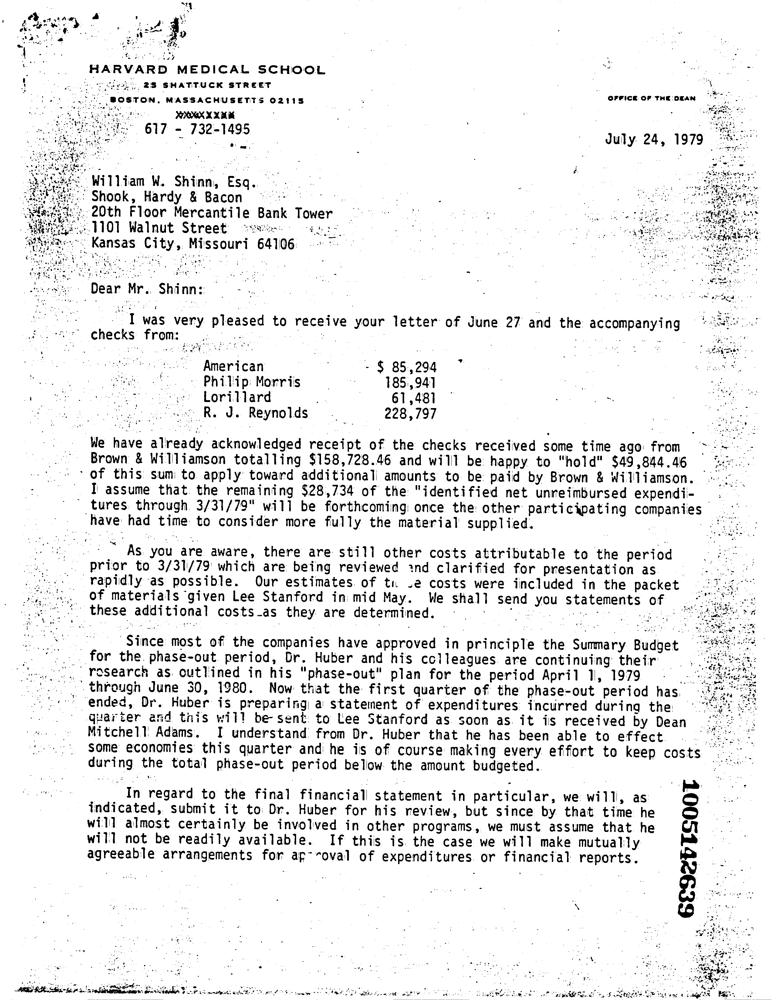 HARVARD MEDICAL SCHOOL
25 SHATTUCK STREET
BOSTON, MASSACHUSETTS 02115
OFFICE OF THE DEAN
617 - 732-1495
July 24, 1979
William W. Shinn, Esq.
Shook, Hardy & Bacon
20th Floor Mercantile Bank Tower
1101 Walnut Street
Kansas City, Missouri 64106
Dear Mr. Shinn:
I was very pleased to receive your letter of June 27 and the accompanying
checks from:
American - $ 85,294
Philip Morris 185,941
Lorillard 61,481
R. J. Reynolds 228,797
We have already acknowledged receipt of the checks received some time ago from
Brown & Williamson totalling $158,728.46 and will be happy to "hold" $49,844.46
of this sum to apply toward additional amounts to be paid by Brown & Williamson.
I assume that the remaining $28,734 of the "identified net unreimbursed expendi-
tures through 3/31/79" will be forthcoming once the other participating companies
have had time to consider more fully the material supplied.
As you are aware, there are still other costs attributable to the period
prior to 3/31/79 which are being reviewed and clarified for presentation as
rapidly as possible. Our estimates of costs were included in the packet
of materials given Lee Stanford in mid May. We shall send you statements of
these additional costs as they are determined.
Since most of the companies have approved in principle the Summary Budget
for the phase-out period, Dr. Huber and his colleagues are continuing their
research as outlined in his "phase-out" plan for the period April 1, 1979
through June 30, 1980. Now that the first quarter of the phase-out period has
ended, Dr. Huber is preparing a statement of expenditures incurred during the
quarter and this will be sent to Lee Stanford as soon as it is received by Dean
Mitchell Adams. I understand from Dr. Huber that he has been able to effect
some economies this quarter and he is of course making every effort to keep costs
during the total phase-out period below the amount budgeted.
In regard to the final financial statement in particular, we will, as
indicated, submit it to Dr. Huber for his review, but since by that time he
will almost certainly be involved in other programs, we must assume that he
will not be readily available. If this is the case we will make mutually
agreeable arrangements for approval of expenditures or financial reports.
1005142639